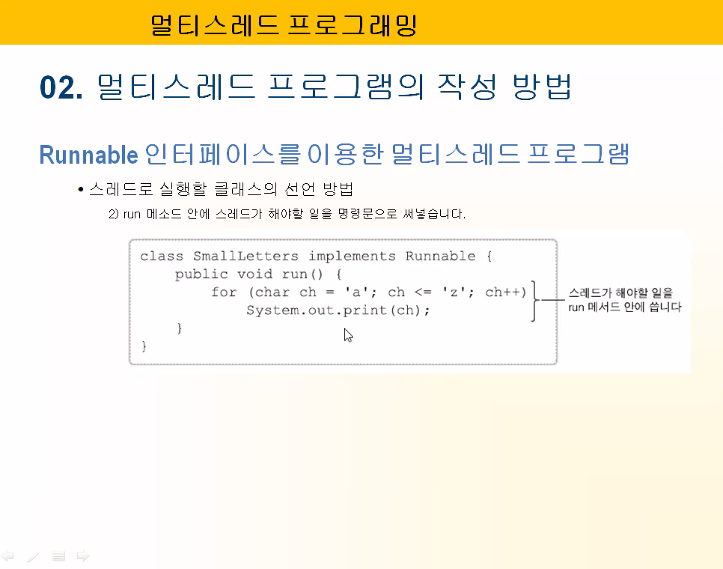 멀티스레드 프로그래밍
02. 멀티스레드 프로그램의 작성 방법
Runnable 인터페이스를 이용한 멀티스레드 프로그램
• 스레드로 실행할 클래스의 선언 방법
2) run 메소드 안에 스레드가 해야할 일을 명령문으로 써넣습니다.
class SmallLetters implements Runnable {
public void run() {
for (char ch = 'a'; ch <= 'z'; ch++)
System.out.print(ch);
}
}
스레드가 해야할 일을
run 메서드 안에 씁니다